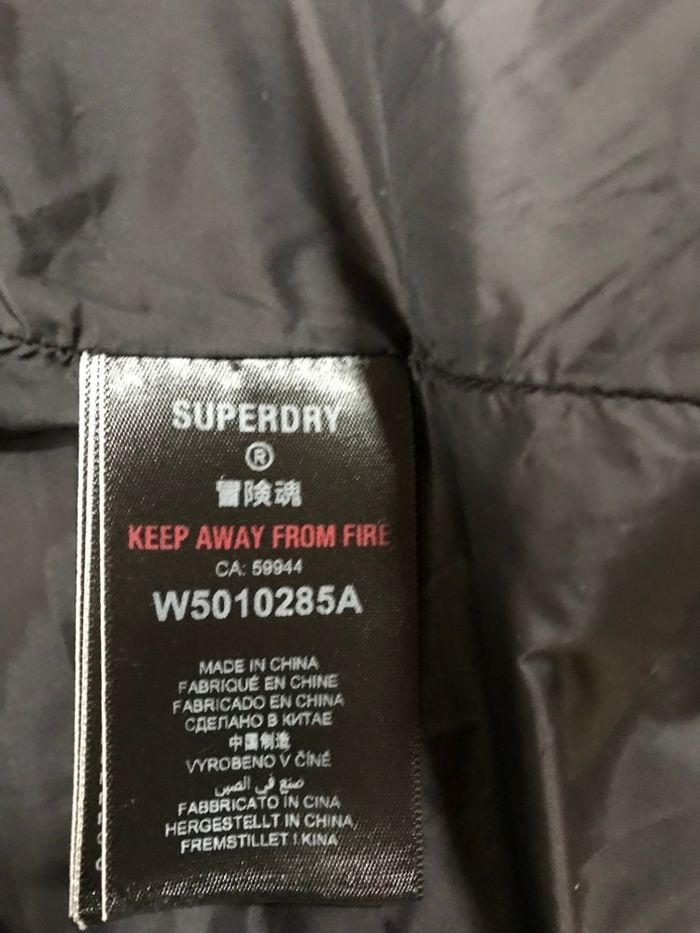 SUPERDRY
®
冒険魂
KEEP AWAY FROM FIRE
CA: 59944
W5010285A
MADE IN CHINA
FABRIQUÉ EN CHINE
FABRICADO EN CHINA
СДЕЛАНО В КИТАЕ
中国制造
VYROBENO V ČÍNĚ
صنع في الصين
FABBRICATO IN CINA
HERGESTELLT IN CHINA
FREMSTILLET I KINA